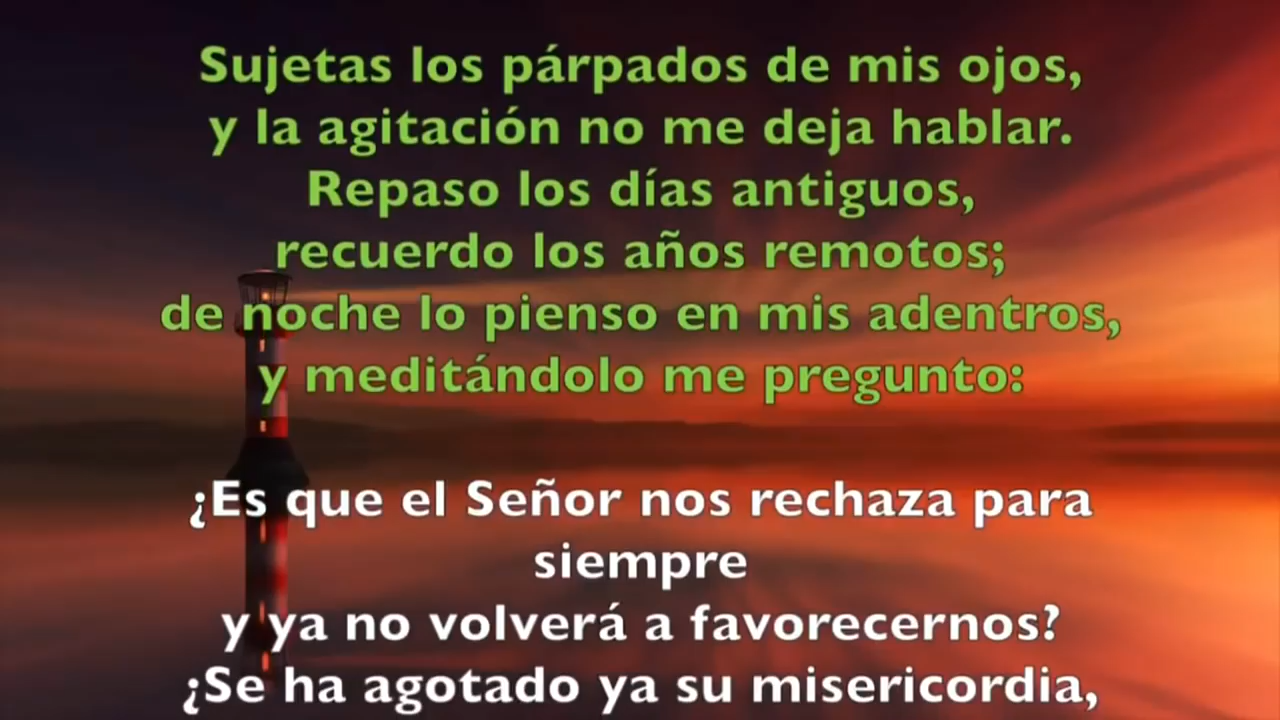 Sujetas los párpados de mis ojos,
y la agitación no me deja hablar.
Repaso los días antiguos,
recuerdo los años remotos;
de noche lo pienso en mis adentros,
y meditándolo me pregunto:
¿Es que el Señor nos rechaza para
siempre
y ya no volverá a favorecernos?
¿Se ha agotado ya su misericordia,